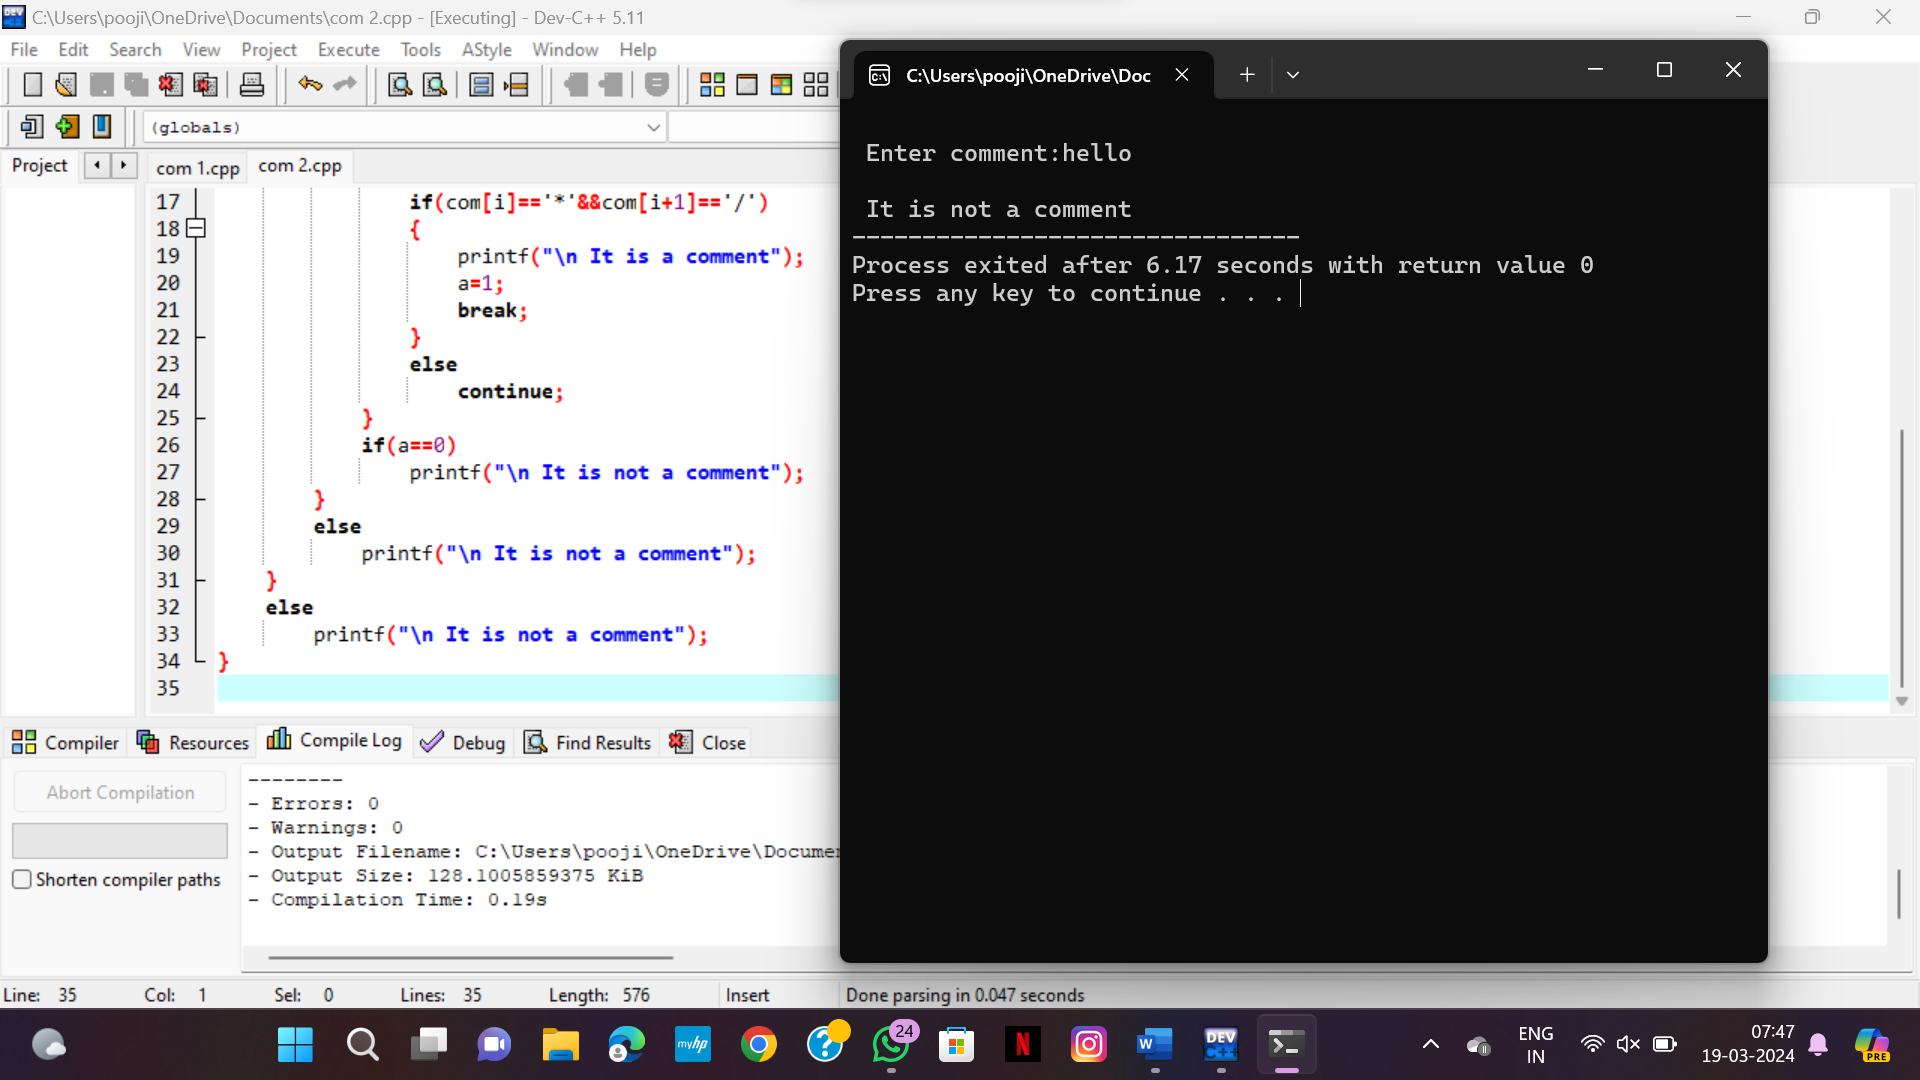 C:\Users\pooji\OneDrive\Documents\com 2.cpp - [Executing] - Dev-C++ 5.11
File Edit Search View Project Execute Tools AStyle Window Help
(globals)
Project com 1.cpp com 2.cpp
17 if(com[i]=='*'&&com[i+1]=='/')
18 {
19 printf("\n It is a comment");
20 a=1;
21 break;
22 }
23 else
24 continue;
25 }
26 if(a==0)
27 printf("\n It is not a comment");
28 }
29 else
30 printf("\n It is not a comment");
31 }
32 else
33 printf("\n It is not a comment");
34 }
35
C:\Users\pooji\OneDrive\Doc
Enter comment:hello
It is not a comment
--------------------------------
Process exited after 6.17 seconds with return value 0
Press any key to continue . . .
Compiler Resources Compile Log Debug Find Results Close
Abort Compilation
Shorten compiler paths
--------
- Errors: 0
- Warnings: 0
- Output Filename: C:\Users\pooji\OneDrive\Docume
- Output Size: 128.1005859375 KiB
- Compilation Time: 0.19s
Line: 35 Col: 1 Sel: 0 Lines: 35 Length: 576 Insert Done parsing in 0.047 seconds
myhp
24
N
W
DEV
C++
ENG
IN
07:47
19-03-2024
PRE